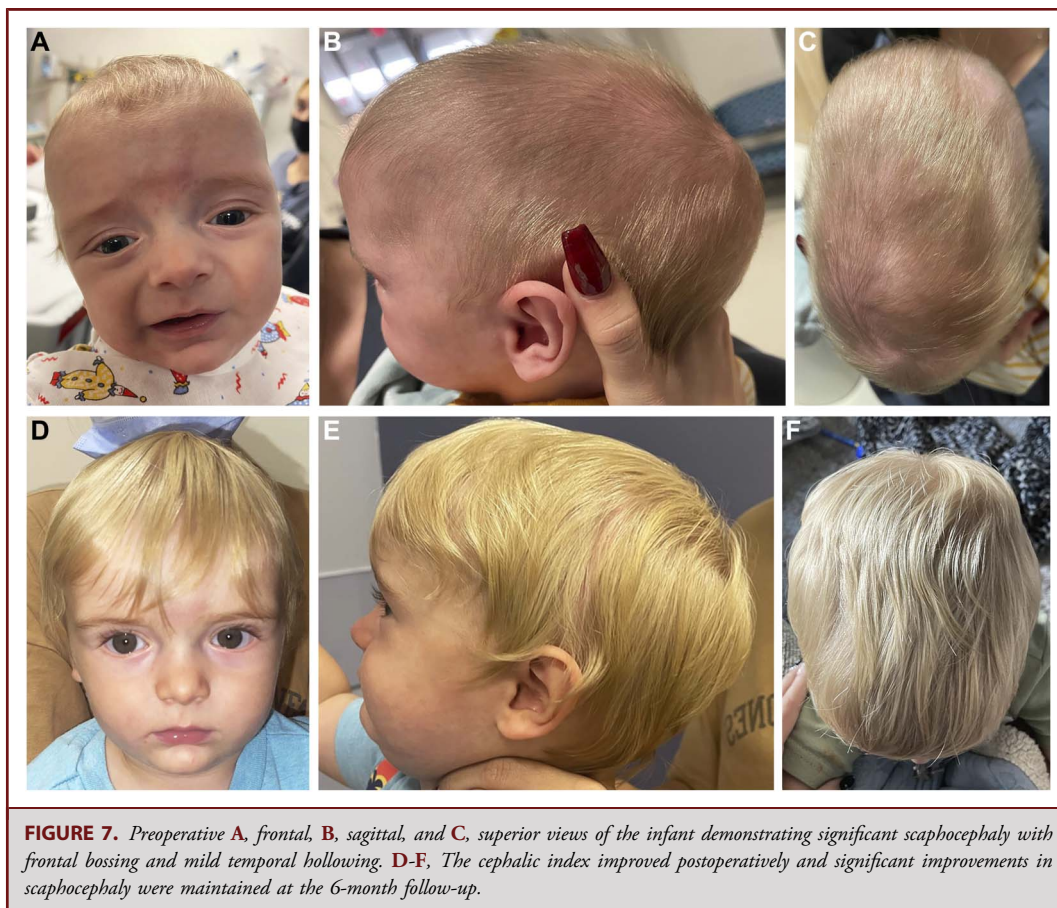 A
B
C
D
E
F
FIGURE 7. Preoperative A, frontal, B, sagittal, and C, superior views of the infant demonstrating significant scaphocephaly with
frontal bossing and mild temporal hollowing. D-F, The cephalic index improved postoperatively and significant improvements in
scaphocephaly were maintained at the 6-month follow-up.